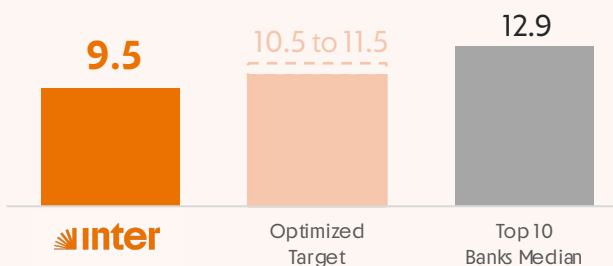 9.5
10.5 to 11.5
12.9
inter
Optimized
Target
Top 10
Banks Median